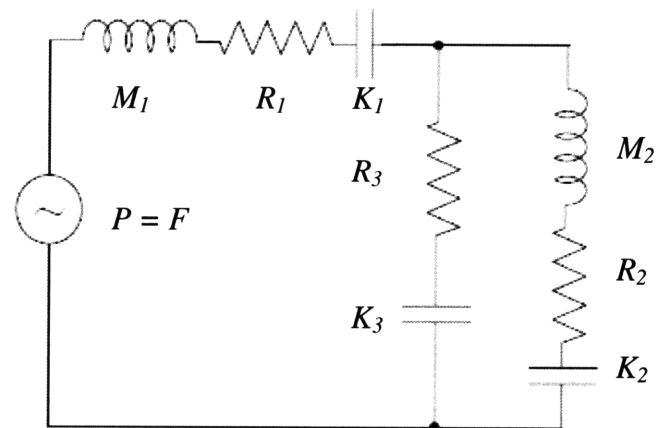 M₁ R₁ K₁
R₃ M₂
P = F
R₂
K₃
K₂